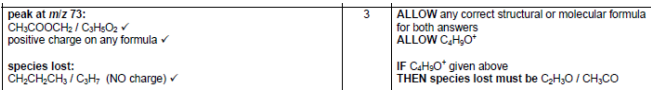 peak at m/z 73:
CH₃COOCH₂ / C₃H₅O₂ ✓
positive charge on any formula ✓
species lost:
CH₂CH₂CH₃ / C₃H₇ (NO charge) ✓
3
ALLOW any correct structural or molecular formula
for both answers
ALLOW C₄H₉O⁺
IF C₄H₉O⁺ given above
THEN species lost must be C₂H₃O / CH₃CO